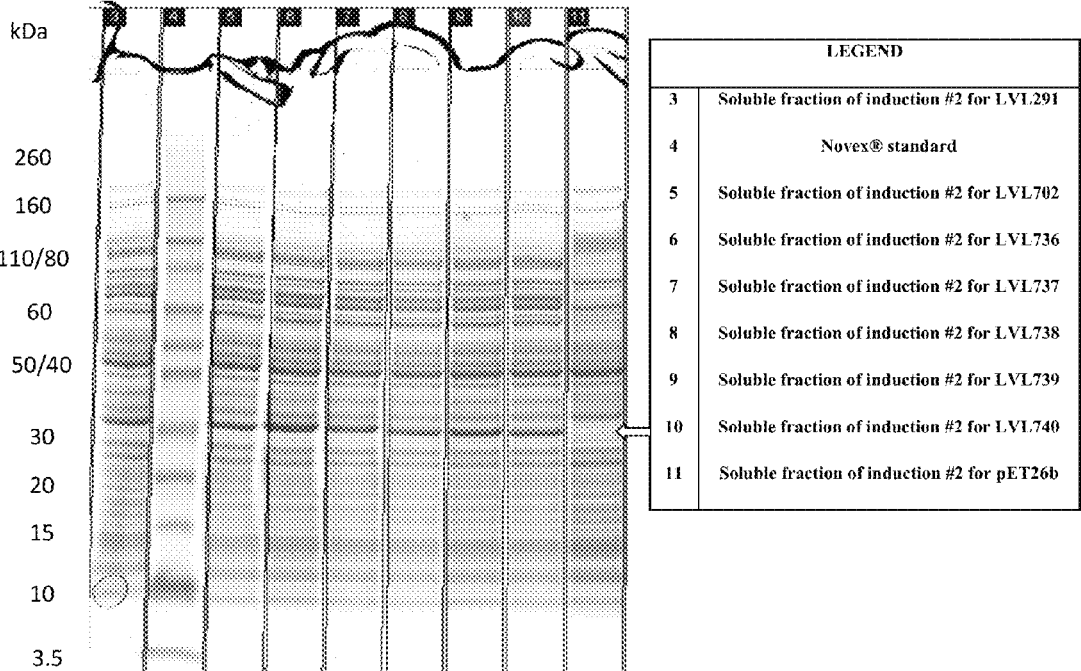 kDa
260
160
110/80
60
50/40
30
20
15
10
3.5
LEGEND
3 Soluble fraction of induction #2 for LVL291
4 Novex® standard
5 Soluble fraction of induction #2 for LVL702
6 Soluble fraction of induction #2 for LVL736
7 Soluble fraction of induction #2 for LVL737
8 Soluble fraction of induction #2 for LVL738
9 Soluble fraction of induction #2 for LVL739
10 Soluble fraction of induction #2 for LVL740
11 Soluble fraction of induction #2 for pET26b